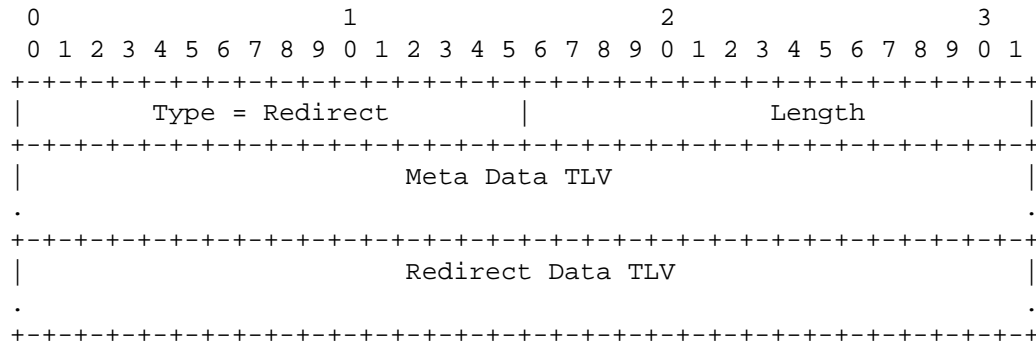 0                   1                   2                   3
 0 1 2 3 4 5 6 7 8 9 0 1 2 3 4 5 6 7 8 9 0 1 2 3 4 5 6 7 8 9 0 1
+-+-+-+-+-+-+-+-+-+-+-+-+-+-+-+-+-+-+-+-+-+-+-+-+-+-+-+-+-+-+-+-+
|        Type = Redirect         |               Length          |
+-+-+-+-+-+-+-+-+-+-+-+-+-+-+-+-+-+-+-+-+-+-+-+-+-+-+-+-+-+-+-+-+
|                        Meta Data TLV                           |
.                                                                .
+-+-+-+-+-+-+-+-+-+-+-+-+-+-+-+-+-+-+-+-+-+-+-+-+-+-+-+-+-+-+-+-+
|                        Redirect Data TLV                       |
.                                                                .
+-+-+-+-+-+-+-+-+-+-+-+-+-+-+-+-+-+-+-+-+-+-+-+-+-+-+-+-+-+-+-+-+